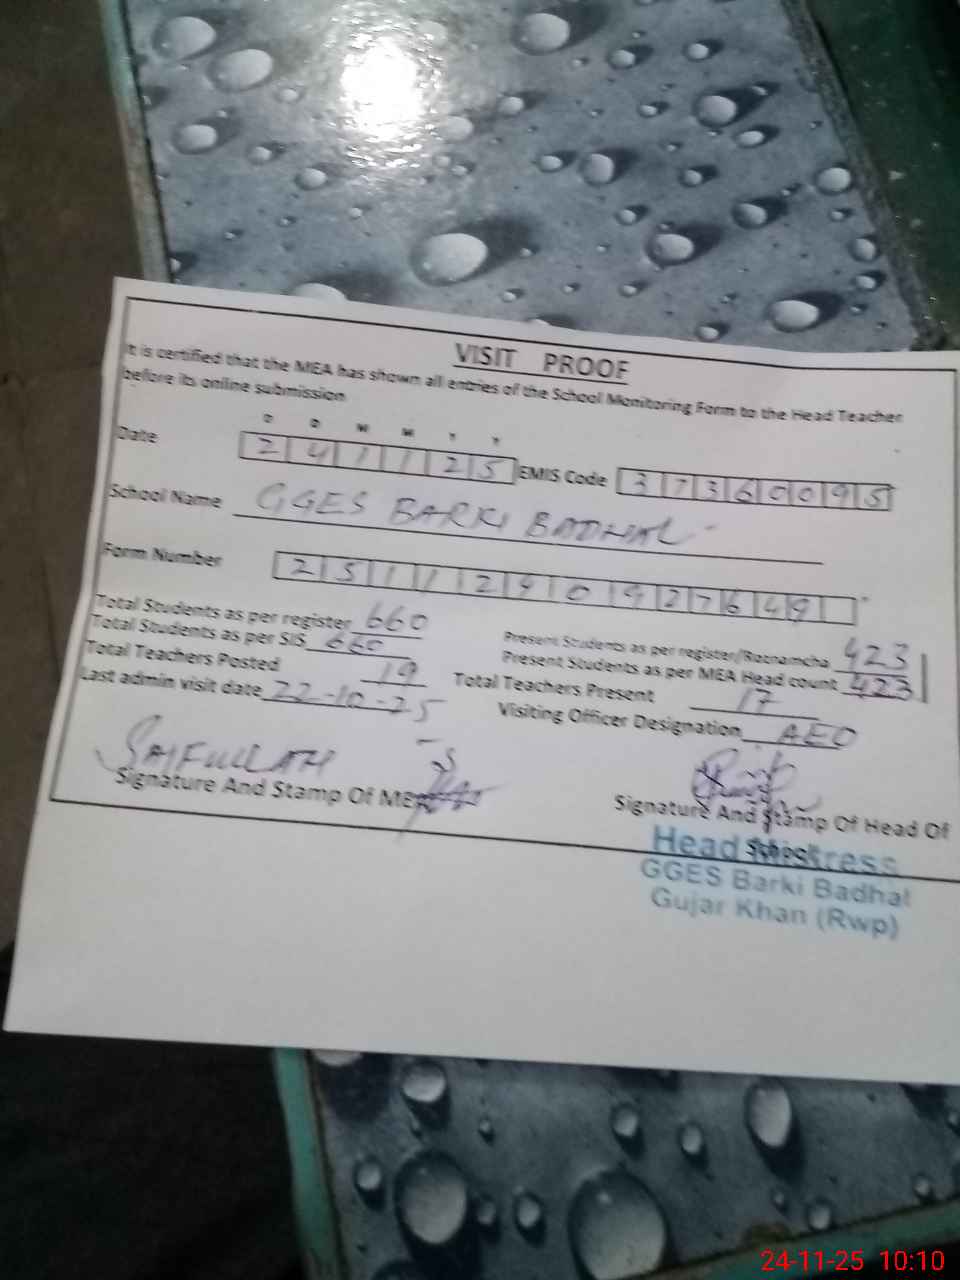 VISIT PROOF
It is certified that the MEA has shown all entries of the School Monitoring Form to the Head Teacher
before its online submission
D D M M Y Y
Date 2 4 1 1 2 5 EMIS Code 3 7 3 6 0 0 9 5
School Name GGES BARKI BADHAL
Form Number 2 5 1 1 2 4 0 9 2 7 6 4 9
Total Students as per register 660 Present Students as per register/Roznamcha 423
Total Students as per SIS 660 Present Students as per MEA Head count 423
Total Teachers Posted 19 Total Teachers Present 17
Last admin visit date 22-10-25 Visiting Officer Designation AEO
SAIFULLAH
Signature And Stamp Of MEA Signature And Stamp Of Head Of
School
Head Mistress
GGES Barki Badhal
Gujar Khan (Rwp)
24-11-25 10:10